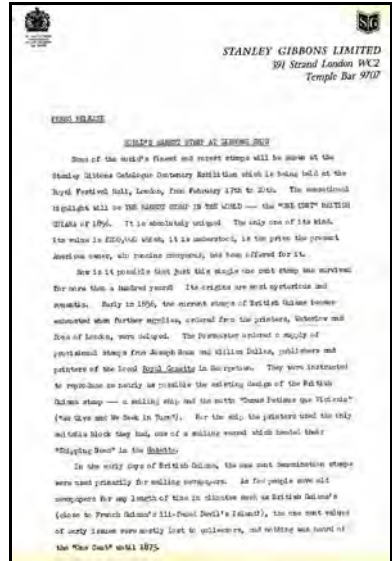 STANLEY GIBBONS LIMITED
391 Strand London WC2
Temple Bar 9707
PRESS RELEASE
WORLD'S RAREST STAMP AT GIBBONS SHOW
Some of the world's finest and rarest stamps will be shown at the
Stanley Gibbons Catalogue Centenary Exhibition which is being held at the
Royal Festival Hall, London, from February 17th to 20th. The sensational
highlight will be THE RAREST STAMP IN THE WORLD —— the "ONE CENT" BRITISH
GUIANA of 1856. It is absolutely unique. The only one of its kind.
Its value is which, it is understood, is the price the present
American owner, who remains anonymous, has been offered for it.
How is it possible that just this single one cent stamp has survived
for more than a hundred years? Its origins are most mysterious and
romantic. Early in 1856, the current stamps of British Guiana became
exhausted when further supplies, ordered from the printers, Waterlow and
Sons of London, were delayed. The Postmaster ordered a supply of
provisional stamps from Joseph Baum and William Dallas, publishers and
printers of the local Royal Gazette in Georgetown. They were instructed
to reproduce as nearly as possible the existing design of the British
Guiana stamp —— a sailing ship and the motto "Damus Petimus que Vicissim"
("We Give and We Seek in Turn"). For the ship the printers used the only
suitable block they had, one of a sailing vessel which headed their
"Shipping News" in the Gazette.
In the early days of British Guiana, the one cent denomination stamps
were used primarily for mailing newspapers. As few people save old
newspapers for any length of time in climates such as British Guiana's
(close to French Guiana's ill-famed Devil's Island!), the one cent values
of early issues were mostly lost to collectors, and nothing was heard of
the "One Cent" until 1873.